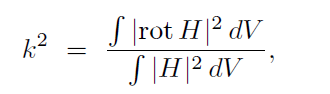 k² = ∫ |rot H|² dV / ∫ |H|² dV ,